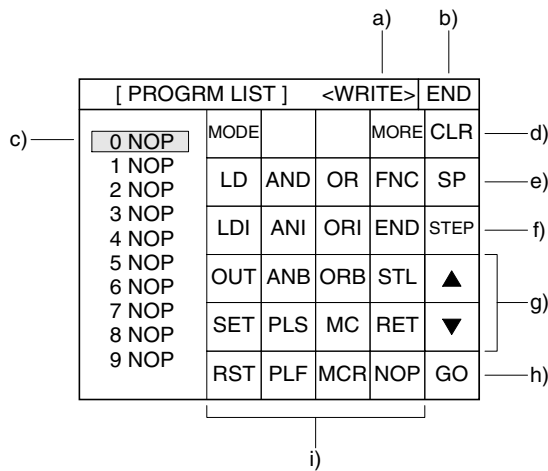 a) b)
[ PROGRM LIST ] <WRITE> END
c) 0 NOP MODE MORE CLR d)
1 NOP
2 NOP LD AND OR FNC SP e)
3 NOP
4 NOP LDI ANI ORI END STEP f)
5 NOP
6 NOP OUT ANB ORB STL ▲ g)
7 NOP
8 NOP SET PLS MC RET ▼
9 NOP
RST PLF MCR NOP GO h)
i)